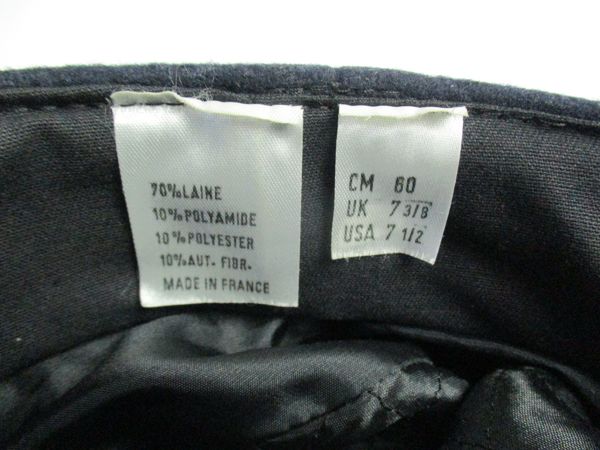 70%LAINE
10%POLYAMIDE
10%POLYESTER
10%AUT. FIBR.
MADE IN FRANCE
CM 60
UK 7 3/8
USA 7 1/2